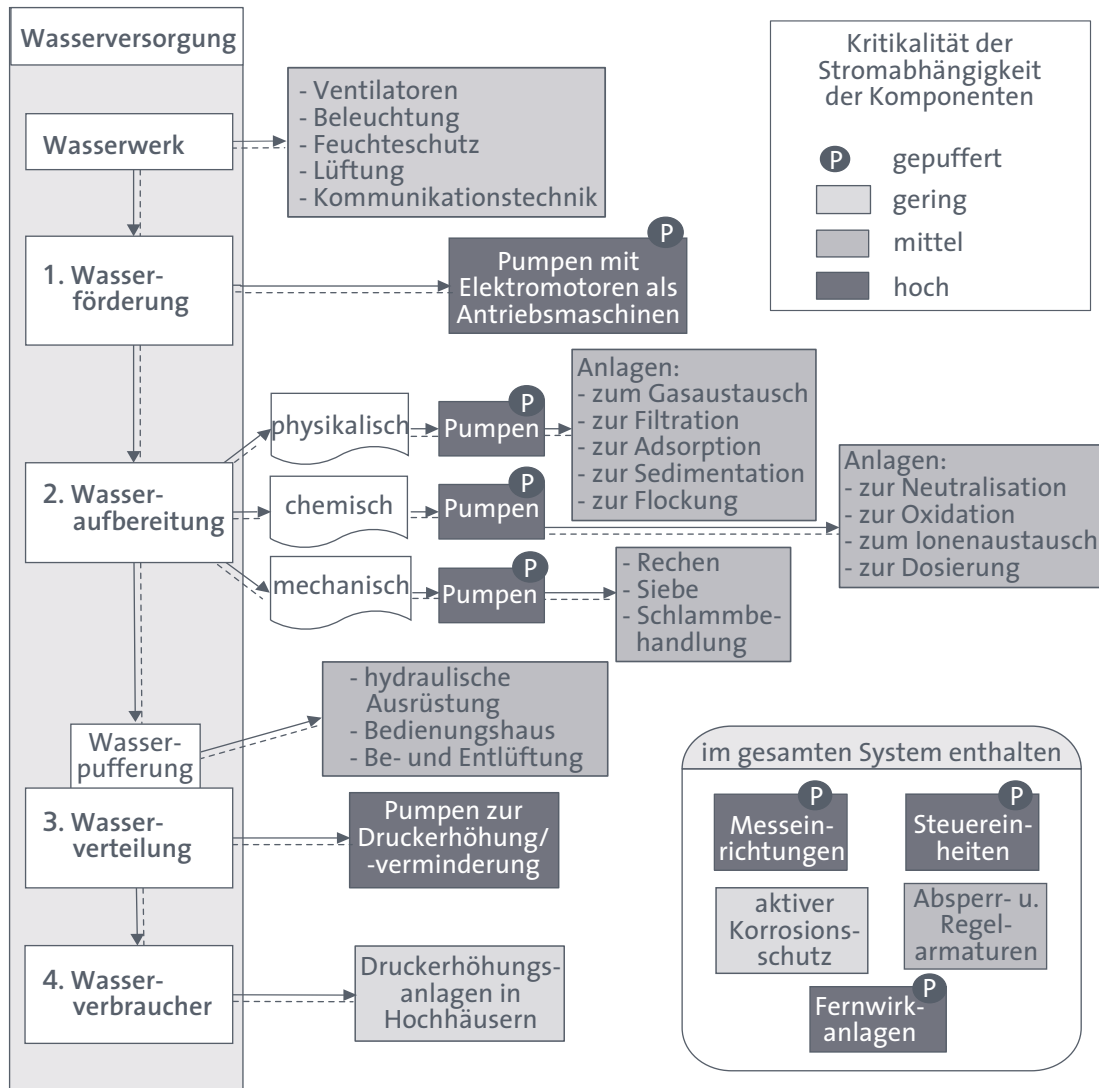 Wasserversorgung
Wasserwerk
- Ventilatoren
- Beleuchtung
- Feuchteschutz
- Lüftung
- Kommunikationstechnik
Kritikalität der
Stromabhängigkeit
der Komponenten
P gepuffert
gering
mittel
hoch
1. Wasser-
förderung
P
Pumpen mit
Elektromotoren als
Antriebsmaschinen
2. Wasser-
aufbereitung
physikalisch
P
Pumpen
Anlagen:
- zum Gasaustausch
- zur Filtration
- zur Adsorption
- zur Sedimentation
- zur Flockung
chemisch
P
Pumpen
Anlagen:
- zur Neutralisation
- zur Oxidation
- zum Ionenaustausch
- zur Dosierung
mechanisch
P
Pumpen
- Rechen
- Siebe
- Schlammbe-
handlung
Wasser-
pufferung
- hydraulische
Ausrüstung
- Bedienungshaus
- Be- und Entlüftung
3. Wasser-
verteilung
Pumpen zur
Druckerhöhung/
-verminderung
4. Wasser-
verbraucher
Druckerhöhungs-
anlagen in
Hochhäusern
im gesamten System enthalten
P
Messein-
richtungen
P
Steuerein-
heiten
aktiver
Korrosions-
schutz
Absperr- u.
Regel-
armaturen
P
Fernwirk-
anlagen